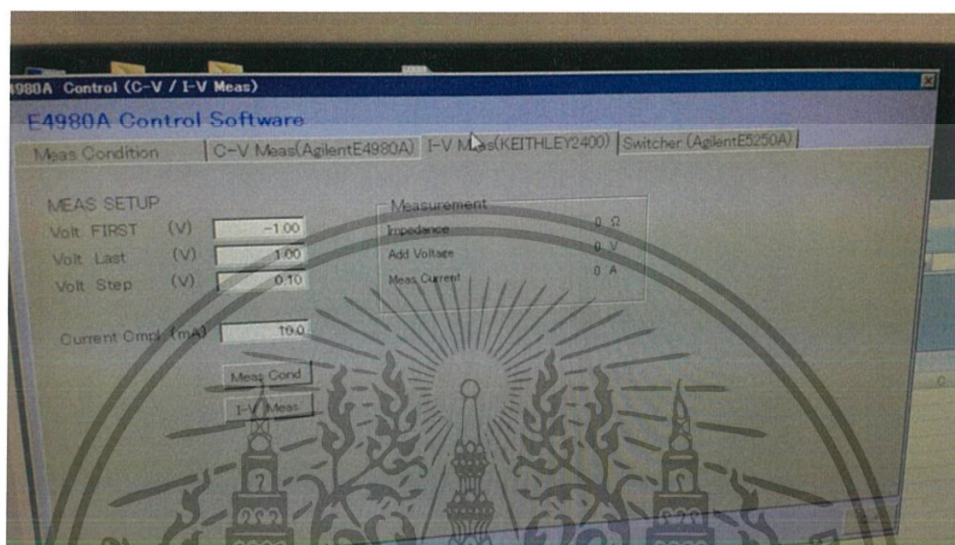 4980A Control (C-V / I-V Meas)
E4980A Control Software
Meas Condition C-V Meas(AgilentE4980A) I-V Meas(KEITHLEY2400) Switcher (AgilentE5250A)
MEAS SETUP
Volt FIRST (V) -1.00
Volt Last (V) 1.00
Volt Step (V) 0.10
Current Cmpl (mA) 10.0
Meas Cond
I-V Meas
Measurement
Impedance 0 Ω
Add Voltage 0 V
Meas Current 0 A